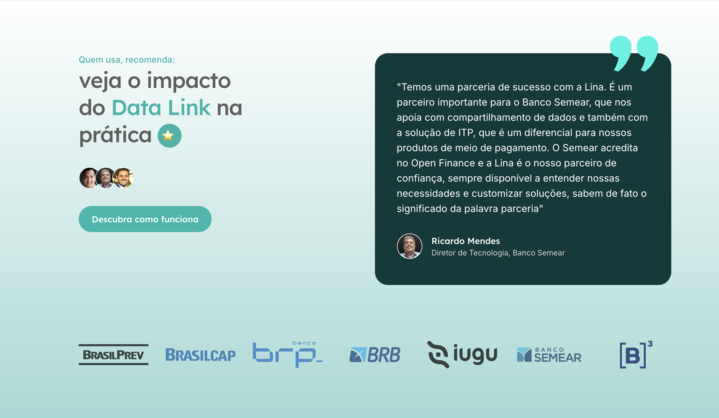 Quem usa, recomenda:
veja o impacto
do Data Link na
prática
Descubra como funciona
"Temos uma parceria de sucesso com a Lina. É um
parceiro importante para o Banco Semear, que nos
apoia com compartilhamento de dados e também com
a solução de ITP, que é um diferencial para nossos
produtos de meio de pagamento. O Semear acredita
no Open Finance e a Lina é o nosso parceiro de
confiança, sempre disponível a entender nossas
necessidades e customizar soluções, sabem de fato o
significado da palavra parceria"
Ricardo Mendes
Diretor de Tecnologia, Banco Semear
BRASILPREV
BRASILCAP
banco
brp
BRB
iugu
BANCO
SEMEAR
[B]³